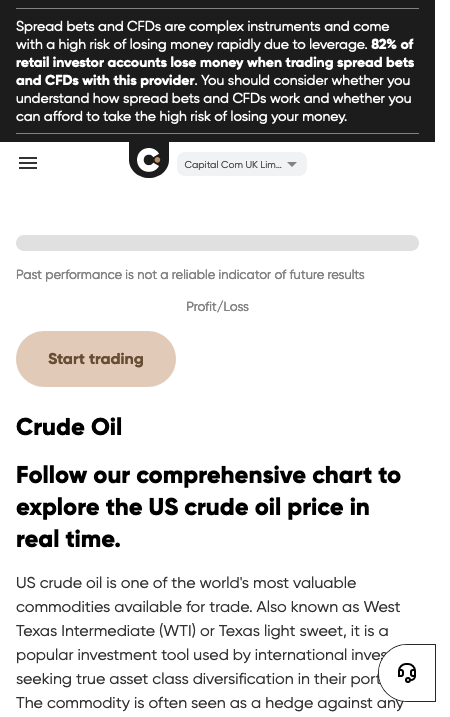 Spread bets and CFDs are complex instruments and come
with a high risk of losing money rapidly due to leverage. 82% of
retail investor accounts lose money when trading spread bets
and CFDs with this provider. You should consider whether you
understand how spread bets and CFDs work and whether you
can afford to take the high risk of losing your money.
Capital Com UK Lim...
Past performance is not a reliable indicator of future results
Profit/Loss
Start trading
Crude Oil
Follow our comprehensive chart to
explore the US crude oil price in
real time.
US crude oil is one of the world's most valuable
commodities available for trade. Also known as West
Texas Intermediate (WTI) or Texas light sweet, it is a
popular investment tool used by international
seeking true asset class diversification in their
The commodity is often seen as a hedge against any